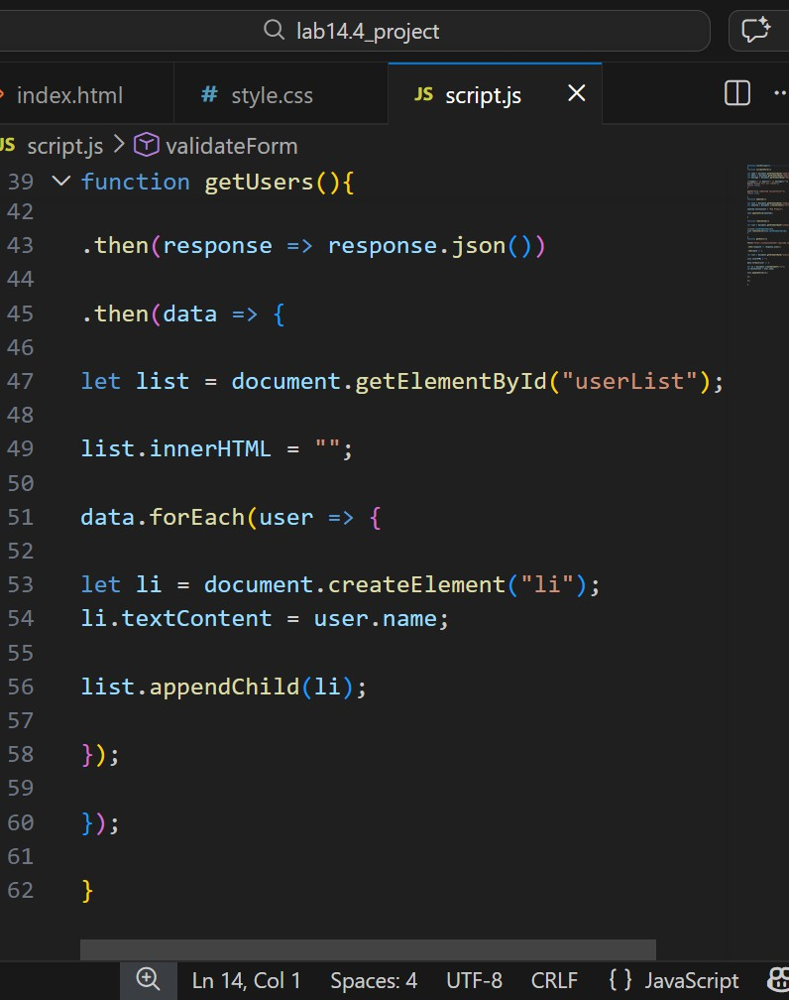 lab14.4_project
index.html
# style.css
JS script.js
JS script.js > validateForm
39 function getUsers(){
42
43 .then(response => response.json())
44
45 .then(data => {
46
47 let list = document.getElementById("userList");
48
49 list.innerHTML = "";
50
51 data.forEach(user => {
52
53 let li = document.createElement("li");
54 li.textContent = user.name;
55
56 list.appendChild(li);
57
58 });
59
60 });
61
62 }
Ln 14, Col 1 Spaces: 4 UTF-8 CRLF { } JavaScript